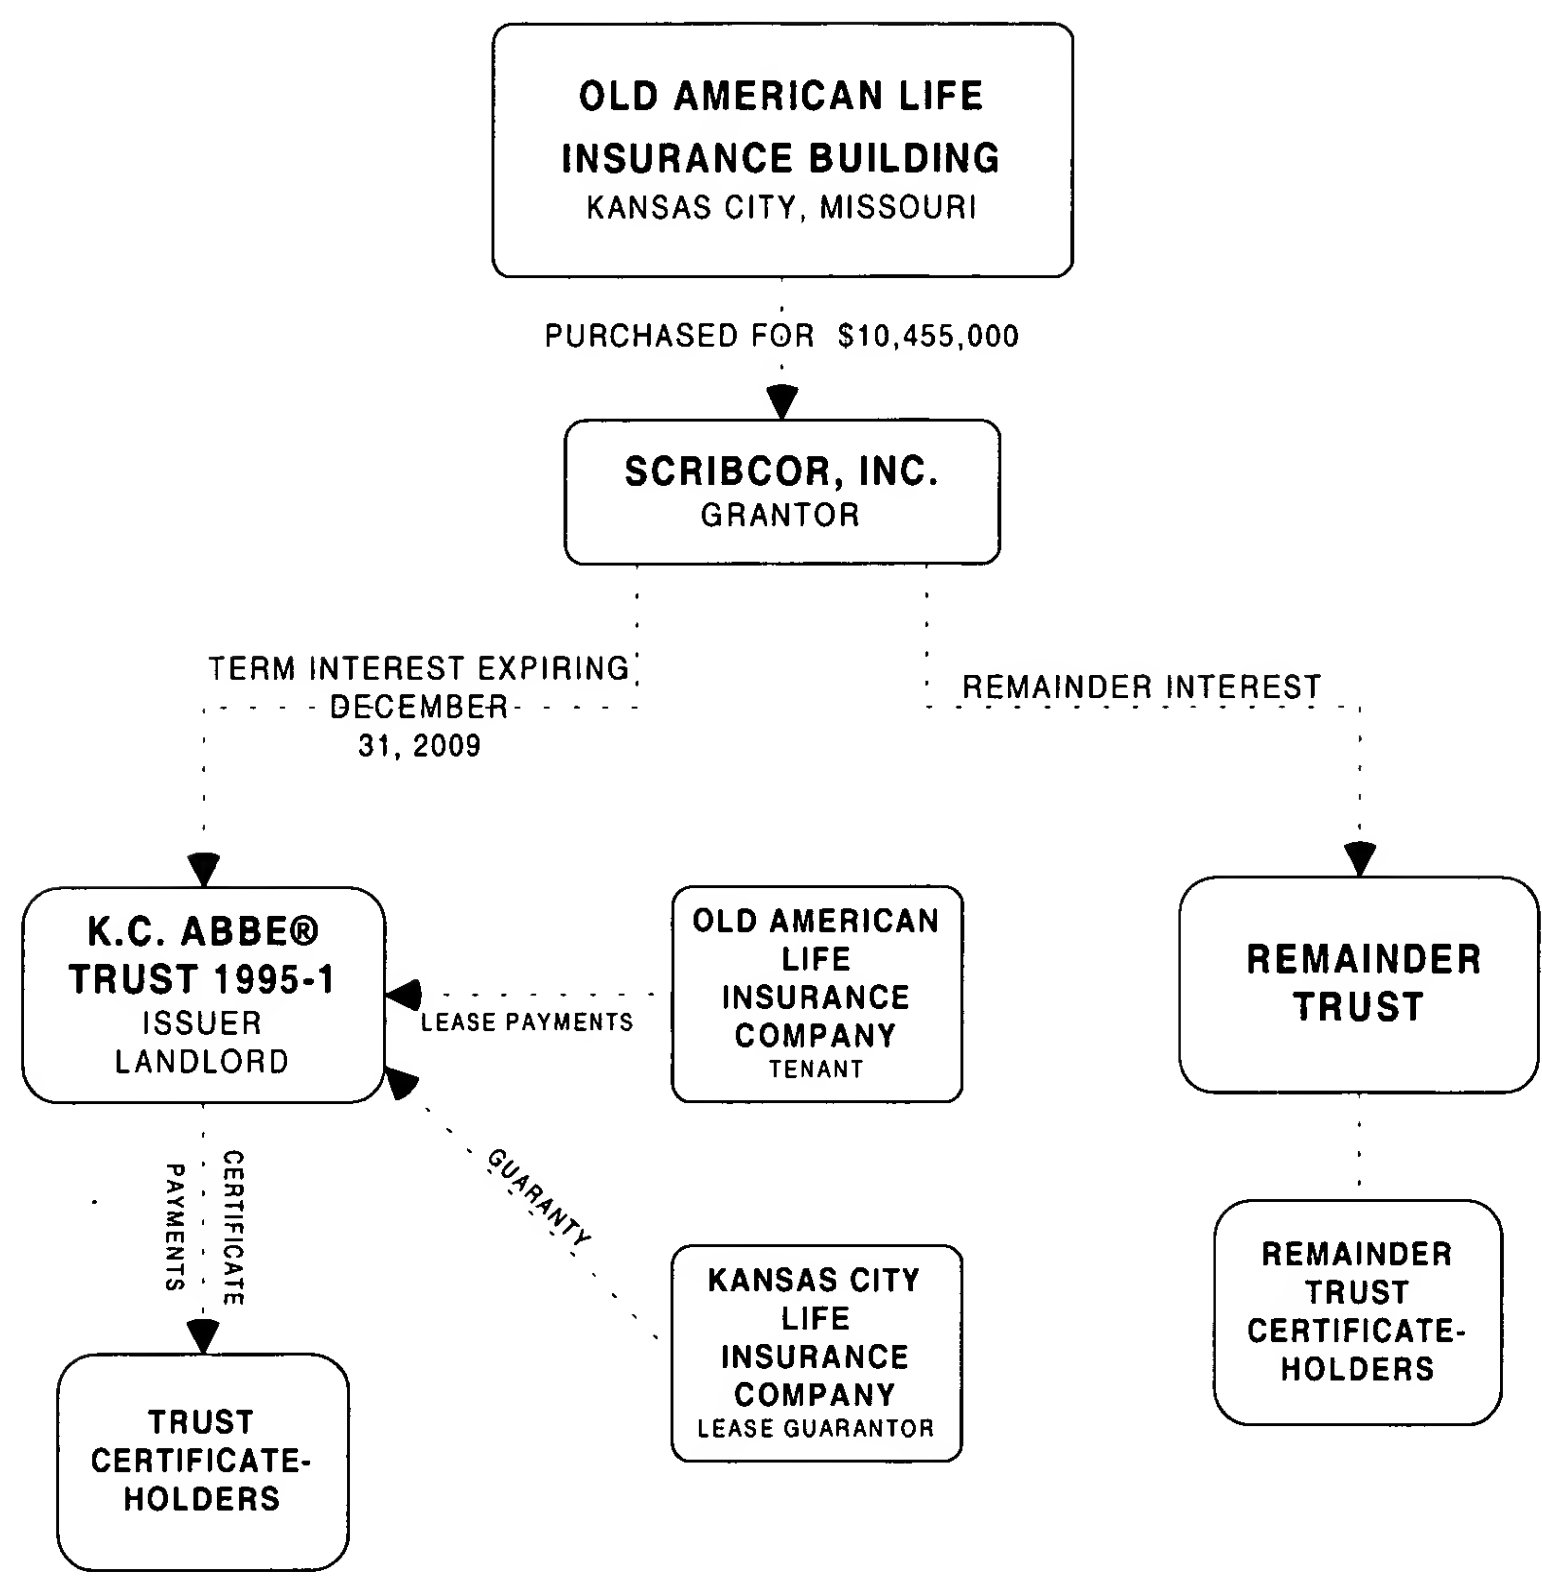 OLD AMERICAN LIFE
INSURANCE BUILDING
KANSAS CITY, MISSOURI
PURCHASED FOR $10,455,000
SCRIBCOR, INC.
GRANTOR
TERM INTEREST EXPIRING
DECEMBER
31, 2009
REMAINDER INTEREST
K.C. ABBE®
TRUST 1995-1
ISSUER
LANDLORD
LEASE PAYMENTS
OLD AMERICAN
LIFE
INSURANCE
COMPANY
TENANT
REMAINDER
TRUST
CERTIFICATE
PAYMENTS
GUARANTY
KANSAS CITY
LIFE
INSURANCE
COMPANY
LEASE GUARANTOR
REMAINDER
TRUST
CERTIFICATE-
HOLDERS
TRUST
CERTIFICATE-
HOLDERS